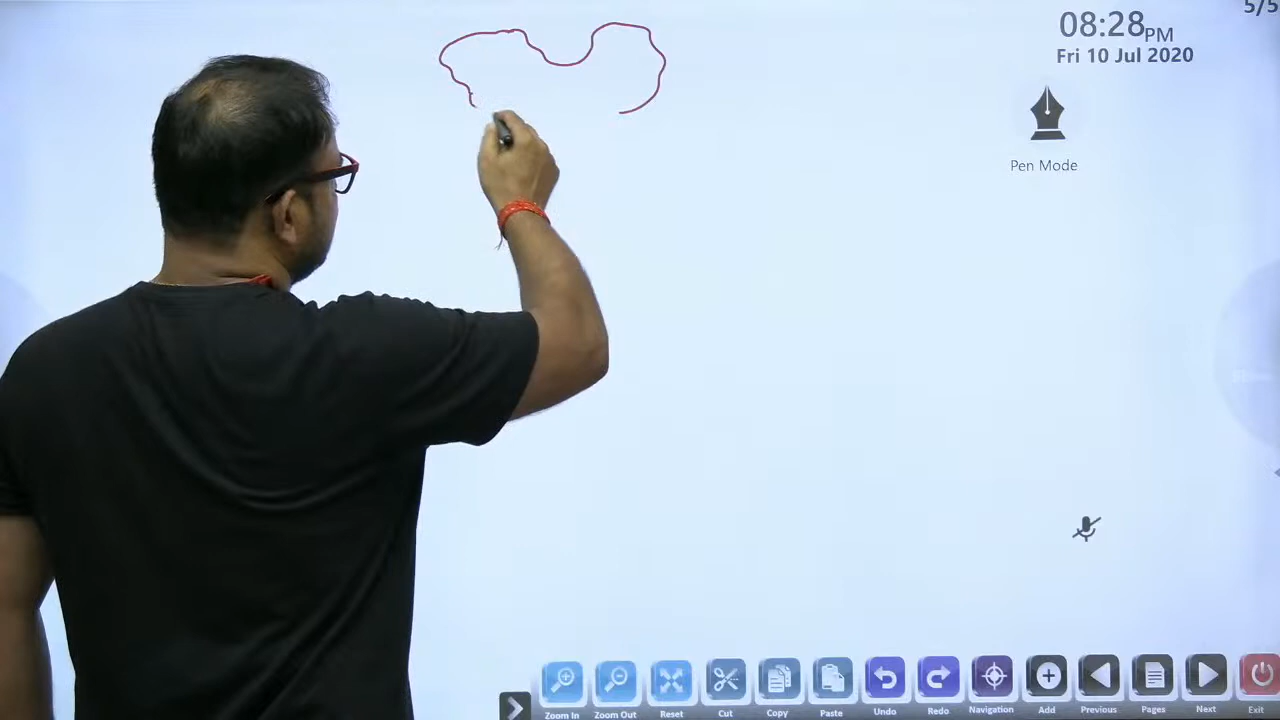 5/5
08:28PM
Fri 10 Jul 2020
Pen Mode
Zoom In Zoom Out Reset Cut Copy Paste Undo Redo Navigation Add Previous Pages Next Exit